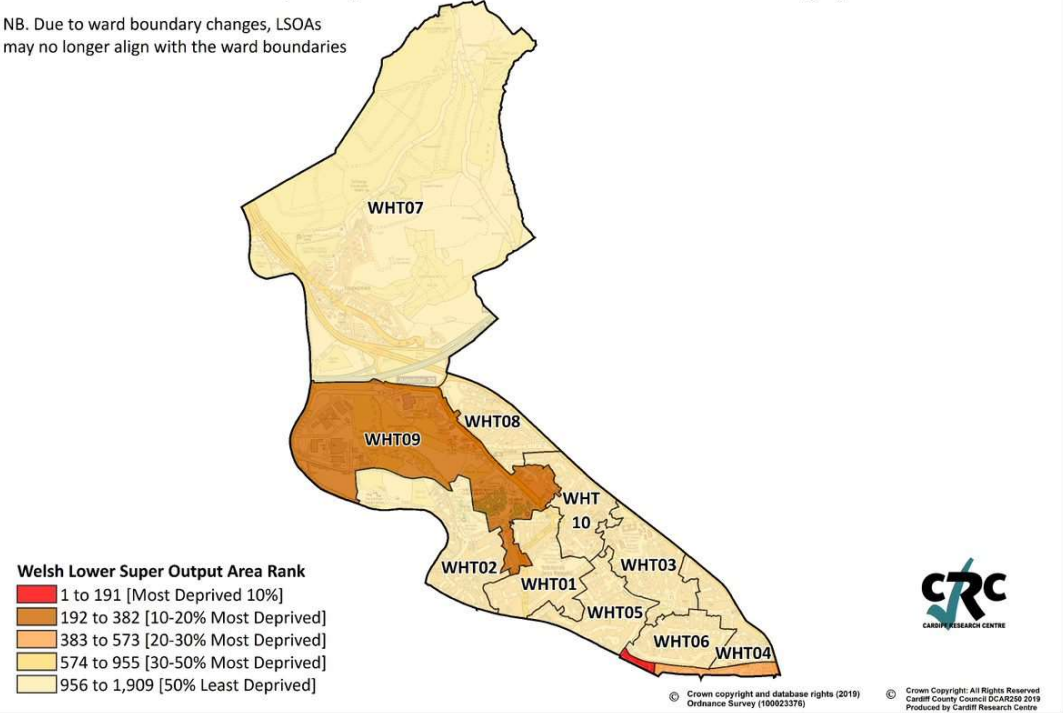 NB. Due to ward boundary changes, LSOAs
may no longer align with the ward boundaries
WHT07
WHT08
WHT09
WHT
10
WHT02
WHT01
WHT03
WHT05
WHT06
WHT04
Welsh Lower Super Output Area Rank
1 to 191 [Most Deprived 10%]
192 to 382 [10-20% Most Deprived]
383 to 573 [20-30% Most Deprived]
574 to 955 [30-50% Most Deprived]
956 to 1,909 [50% Least Deprived]
CRC
CARDIFF RESEARCH CENTRE
© Crown copyright and database rights (2019)
Ordnance Survey (100023376)
© Crown Copyright: All Rights Reserved
Cardiff County Council DCAR250 2019
Produced by Cardiff Research Centre